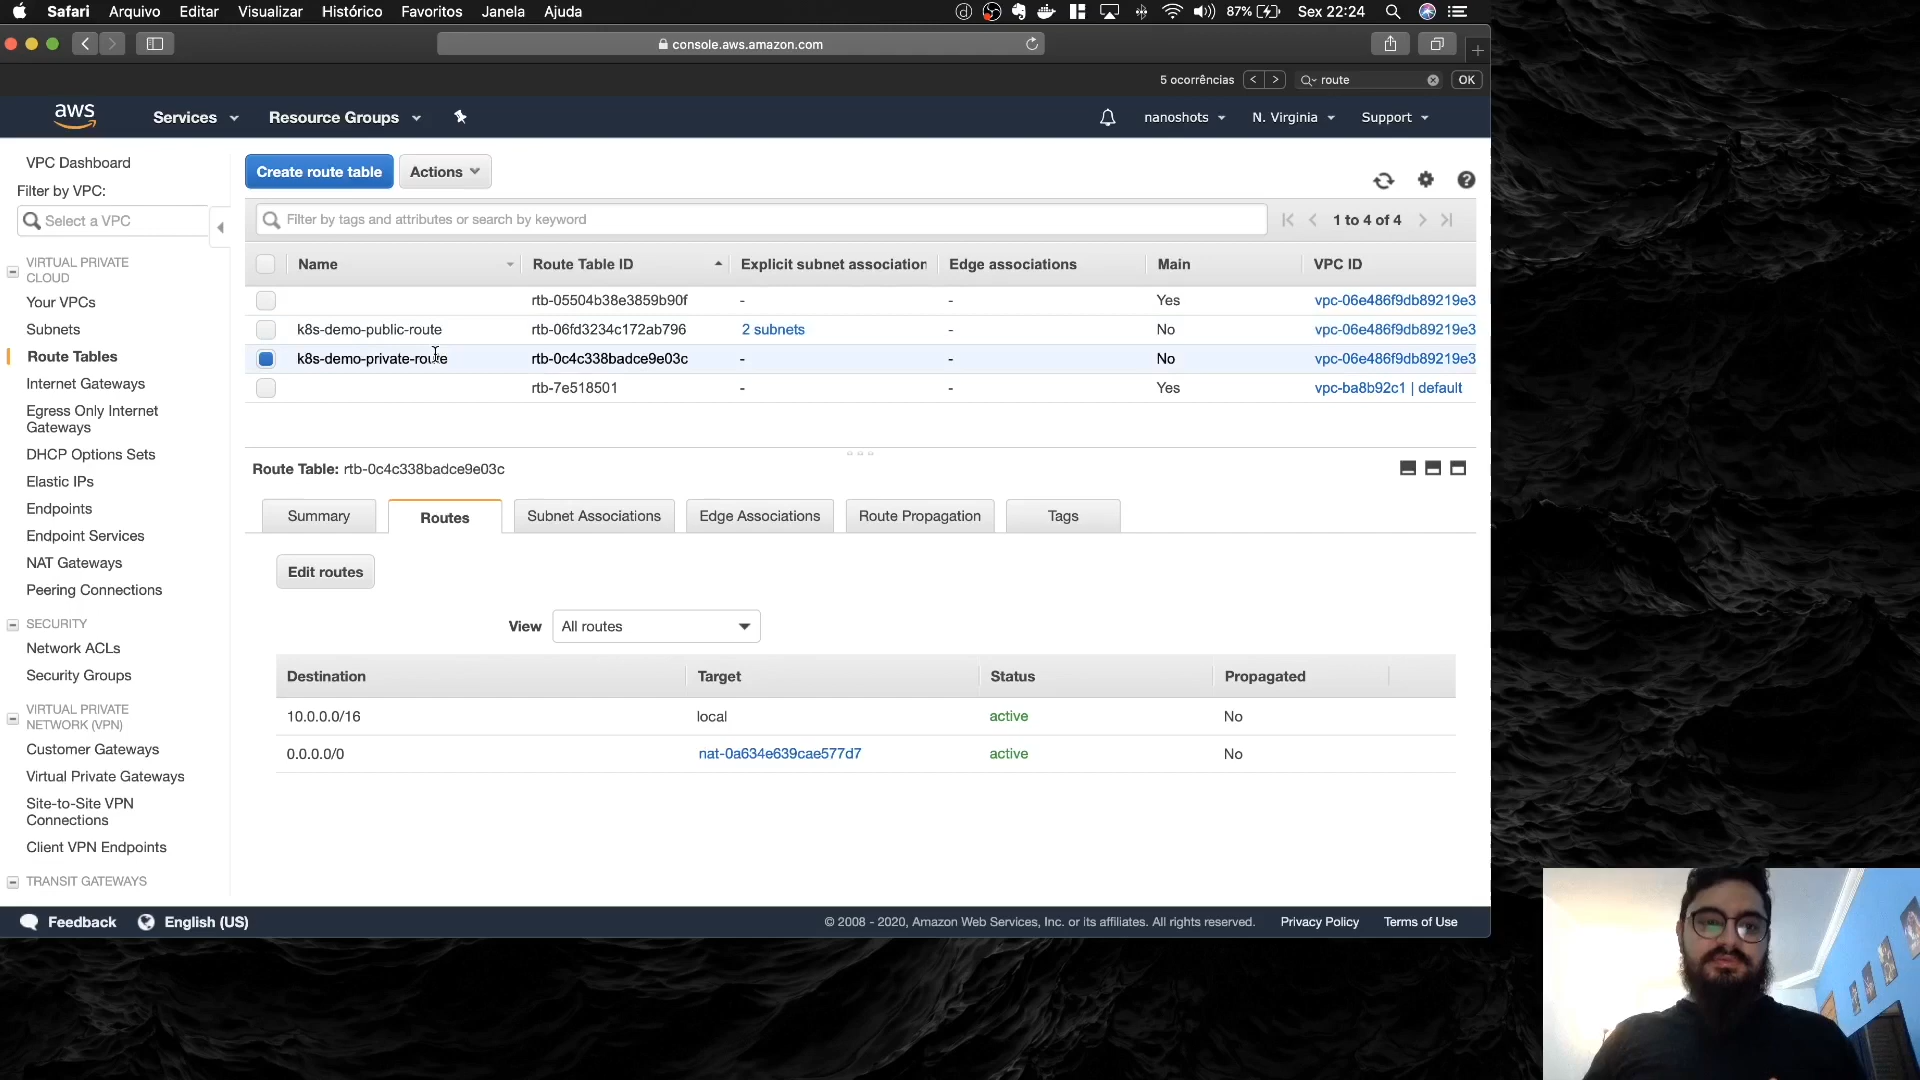 Safari Arquivo Editar Visualizar Histórico Favoritos Janela Ajuda 87% Sex 22:24
console.aws.amazon.com
5 ocorrências < > route OK
aws Services Resource Groups nanoshots N. Virginia Support
VPC Dashboard
Filter by VPC:
Select a VPC
VIRTUAL PRIVATE
CLOUD
Your VPCs
Subnets
Route Tables
Internet Gateways
Egress Only Internet
Gateways
DHCP Options Sets
Elastic IPs
Endpoints
Endpoint Services
NAT Gateways
Peering Connections
SECURITY
Network ACLs
Security Groups
VIRTUAL PRIVATE
NETWORK (VPN)
Customer Gateways
Virtual Private Gateways
Site-to-Site VPN
Connections
Client VPN Endpoints
TRANSIT GATEWAYS
Create route table Actions
Filter by tags and attributes or search by keyword 1 to 4 of 4
Name Route Table ID Explicit subnet association Edge associations Main VPC ID
rtb-05504b38e3859b90f - - Yes vpc-06e486f9db89219e3
k8s-demo-public-route rtb-06fd3234c172ab796 2 subnets - No vpc-06e486f9db89219e3
k8s-demo-private-route rtb-0c4c338badce9e03c - - No vpc-06e486f9db89219e3
rtb-7e518501 - - Yes vpc-ba8b92c1 | default
Route Table: rtb-0c4c338badce9e03c
Summary Routes Subnet Associations Edge Associations Route Propagation Tags
Edit routes
View All routes
Destination Target Status Propagated
10.0.0.0/16 local active No
0.0.0.0/0 nat-0a634e639cae577d7 active No
Feedback English (US) © 2008 - 2020, Amazon Web Services, Inc. or its affiliates. All rights reserved. Privacy Policy Terms of Use